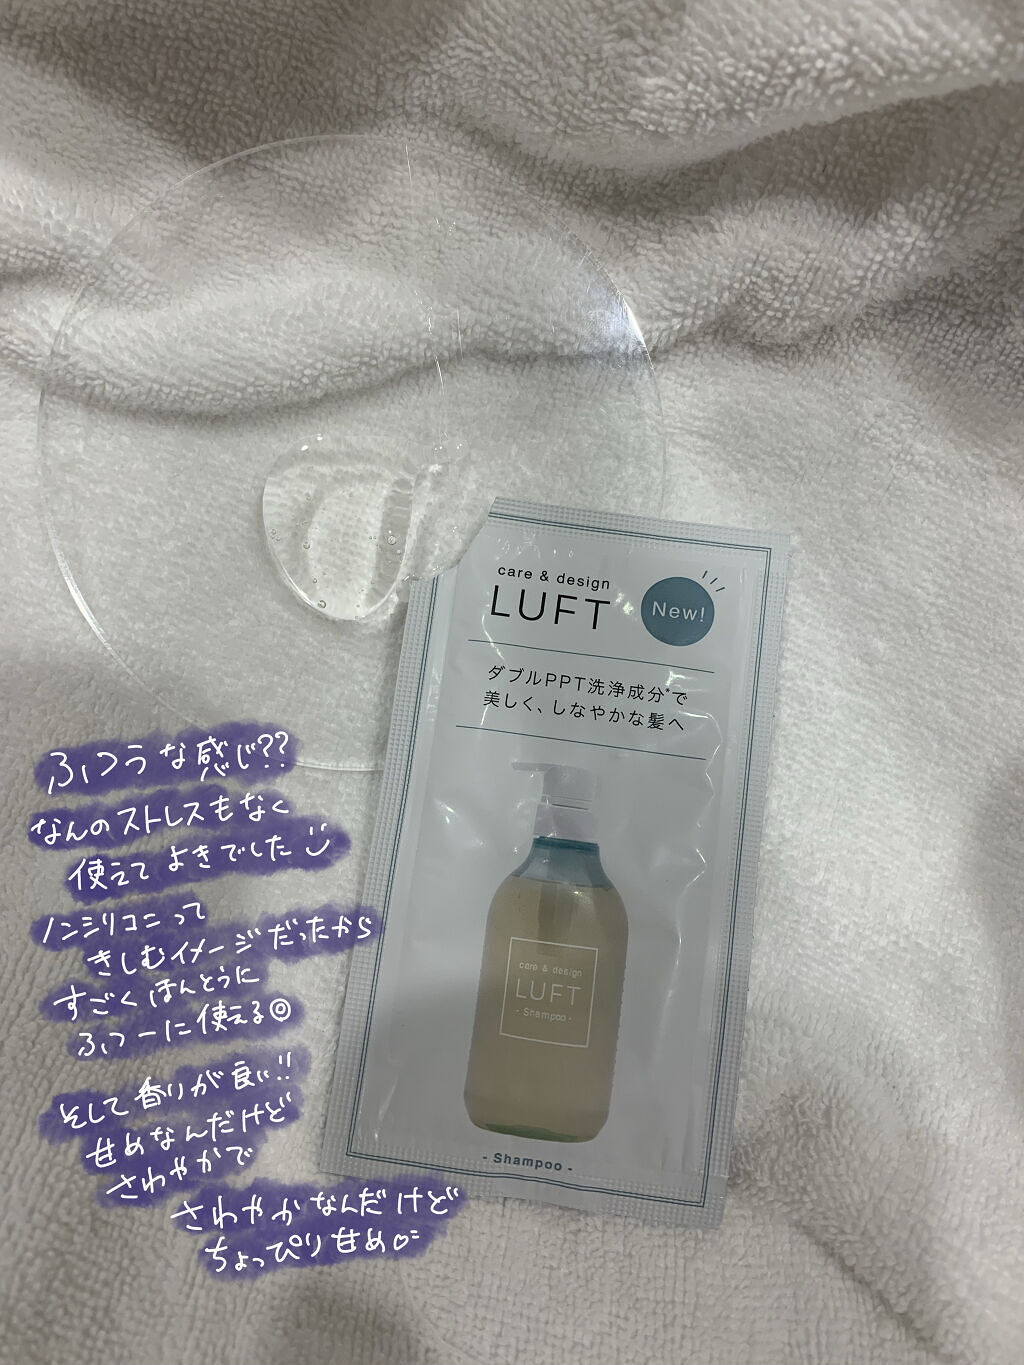 care & design
LUFT
New!
ダブルPPT洗浄成分*で
美しく、しなやかな髪へ
care & design
LUFT
- Shampoo -
- Shampoo -
ふつうな感じ??
なんのストレスもなく
使えてよきでした
ノンシリコンって
きしむイメージだったから
すごくほんとうに
ふつーに使える◎
そして香りが良い!!
甘めなんだけど
さわやかで
さわやかなんだけど
ちょっぴり甘め